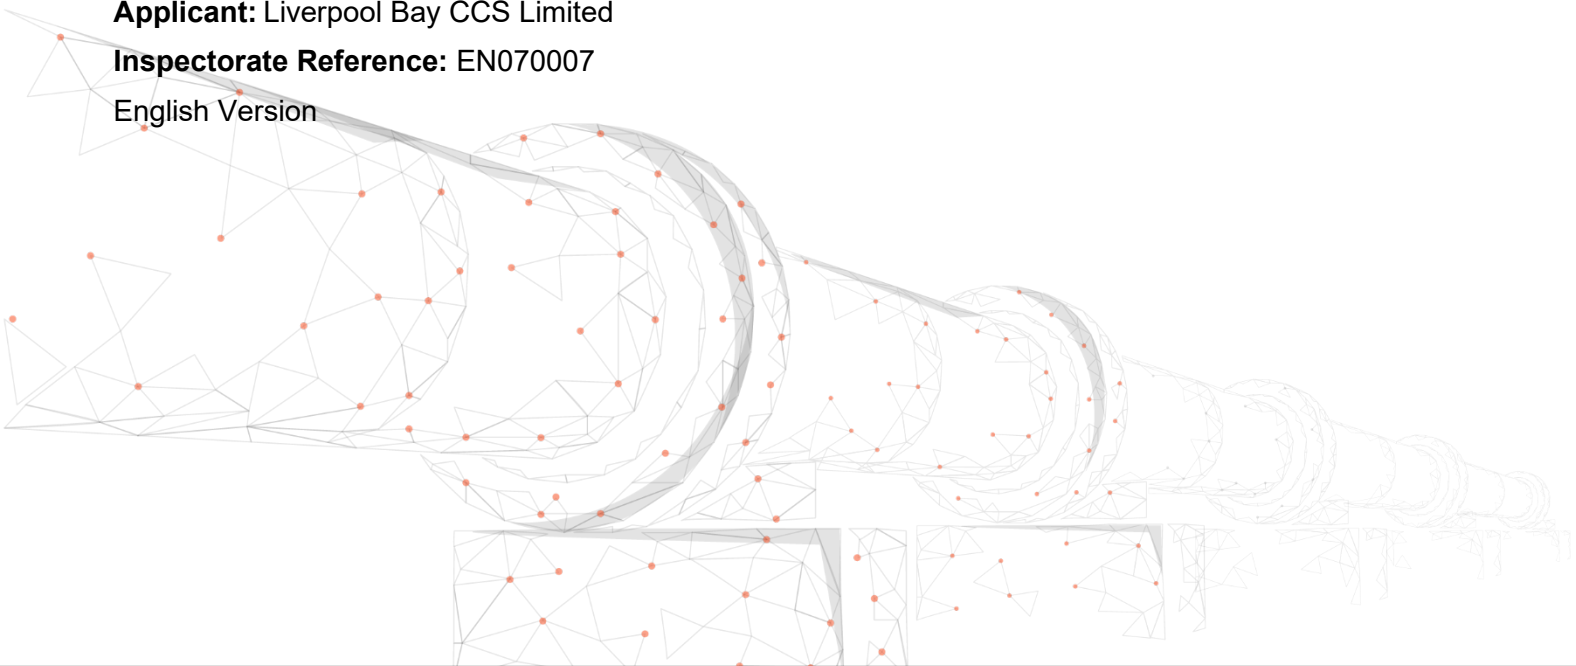 Applicant: Liverpool Bay CCS Limited
Inspectorate Reference: EN070007
English Version